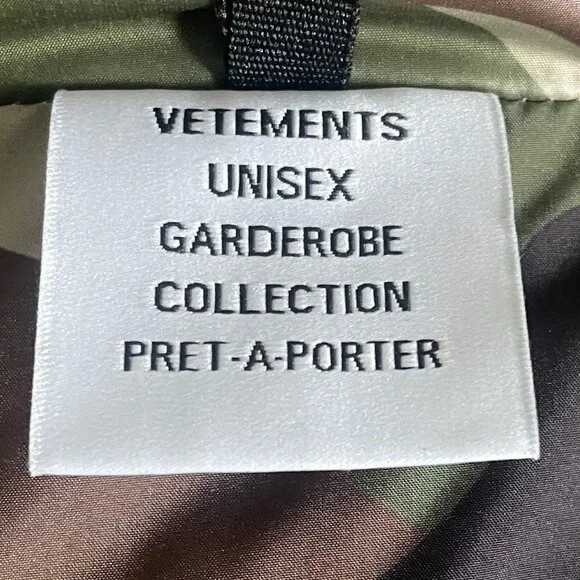 VETEMENTS
UNISEX
GARDEROBE
COLLECTION
PRET-A-PORTER